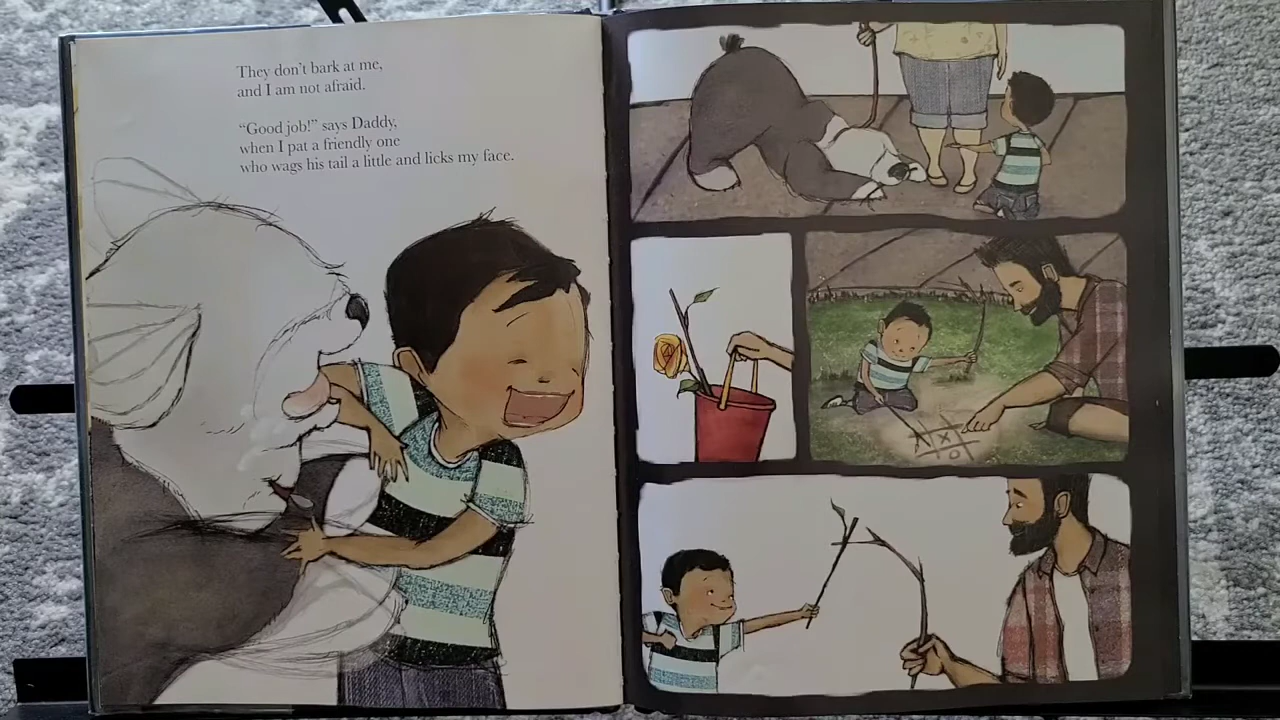 They don't bark at me,
and I am not afraid.
“Good job!” says Daddy,
when I pat a friendly one
who wags his tail a little and licks my face.